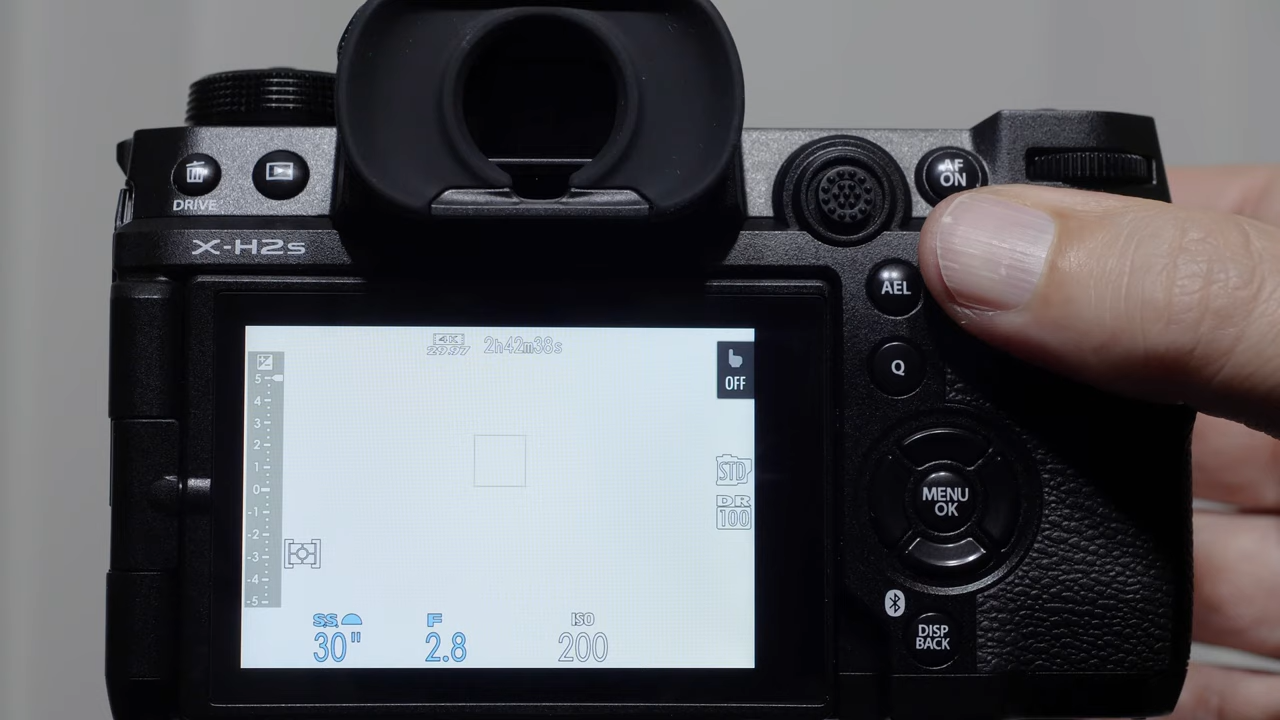 AF
ON
DRIVE
X-H2S
AEL
4K
29.97
2h42m38s
OFF
5
4
3
2
1
0
-1
-2
-3
-4
-5
Q
STD
DR
100
MENU
OK
S.S.
F
ISO
30"
2.8
200
DISP
BACK